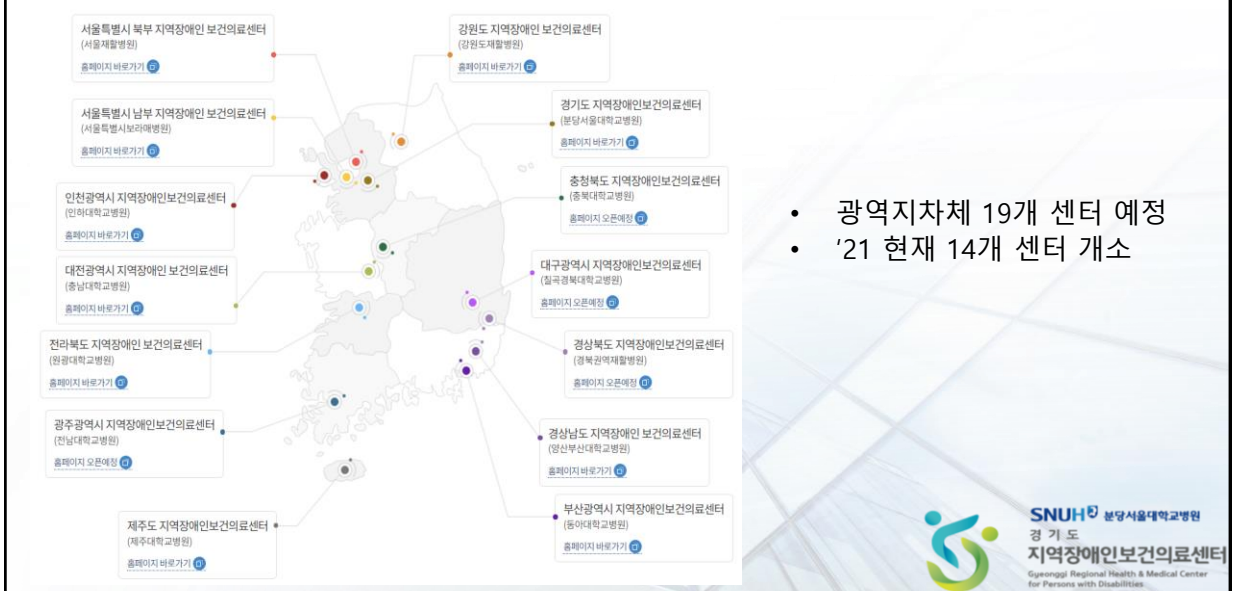 서울특별시 북부 지역장애인 보건의료센터
(서울재활병원)
홈페이지 바로가기
강원도 지역장애인 보건의료센터
(강원도재활병원)
홈페이지 바로가기
서울특별시 남부 지역장애인 보건의료센터
(서울특별시보라매병원)
홈페이지 바로가기
경기도 지역장애인보건의료센터
(분당서울대학교병원)
홈페이지 바로가기
인천광역시 지역장애인보건의료센터
(인하대학교병원)
홈페이지 바로가기
충청북도 지역장애인보건의료센터
(충북대학교병원)
홈페이지 오픈예정
대전광역시 지역장애인 보건의료센터
(충남대학교병원)
홈페이지 바로가기
대구광역시 지역장애인보건의료센터
(칠곡경북대학교병원)
홈페이지 오픈예정
전라북도 지역장애인 보건의료센터
(원광대학교병원)
홈페이지 바로가기
경상북도 지역장애인보건의료센터
(경북권역재활병원)
홈페이지 오픈예정
광주광역시 지역장애인보건의료센터
(전남대학교병원)
홈페이지 오픈예정
경상남도 지역장애인 보건의료센터
(양산부산대학교병원)
홈페이지 바로가기
제주도 지역장애인보건의료센터
(제주대학교병원)
홈페이지 바로가기
부산광역시 지역장애인보건의료센터
(동아대학교병원)
홈페이지 바로가기
• 광역지차체 19개 센터 예정
• ’21 현재 14개 센터 개소
SNUH 분당서울대학교병원
경기도
지역장애인보건의료센터
Gyeonggi Regional Health & Medical Center
for Persons with Disabilities